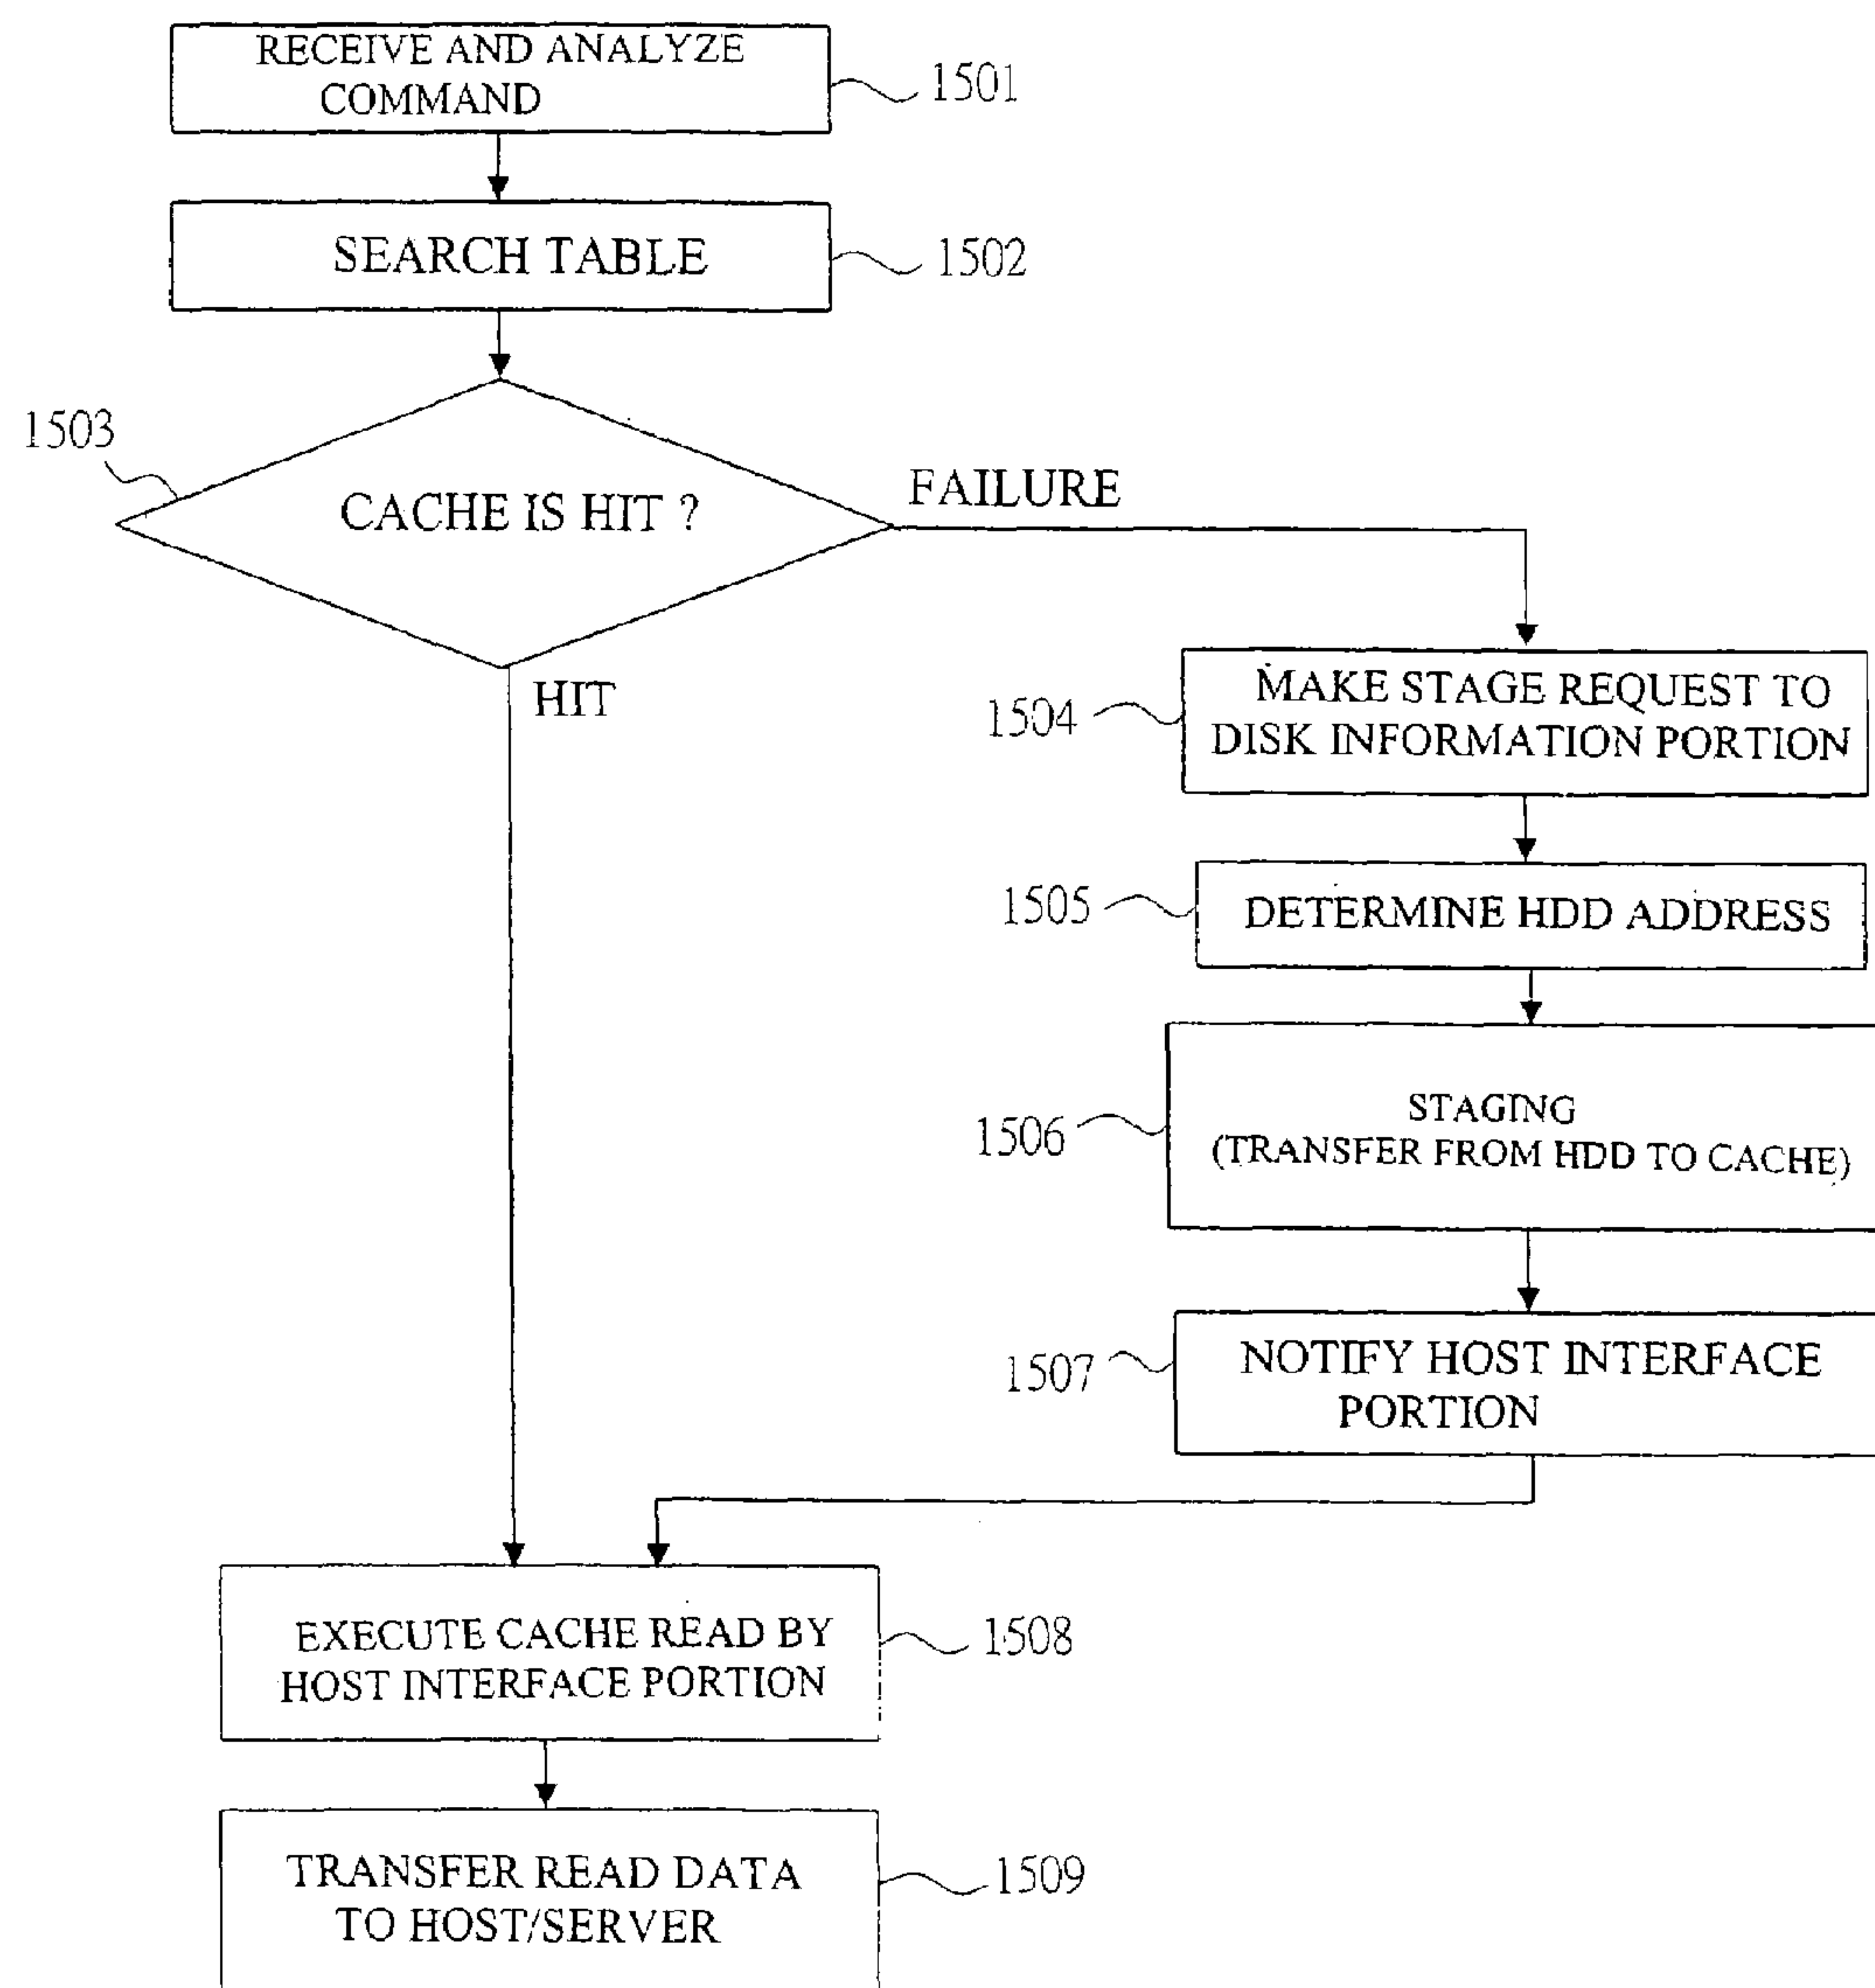 RECEIVE AND ANALYZE
COMMAND
1501
SEARCH TABLE
1502
1503
CACHE IS HIT ?
FAILURE
HIT
1504
MAKE STAGE REQUEST TO
DISK INFORMATION PORTION
1505
DETERMINE HDD ADDRESS
1506
STAGING
(TRANSFER FROM HDD TO CACHE)
1507
NOTIFY HOST INTERFACE
PORTION
EXECUTE CACHE READ BY
HOST INTERFACE PORTION
1508
TRANSFER READ DATA
TO HOST/SERVER
1509